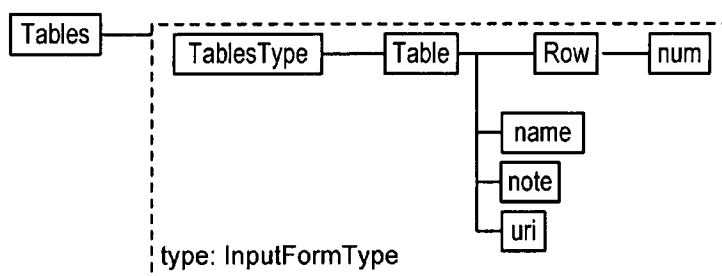 Tables
TablesType
Table
Row
num
name
note
uri
type: InputFormType